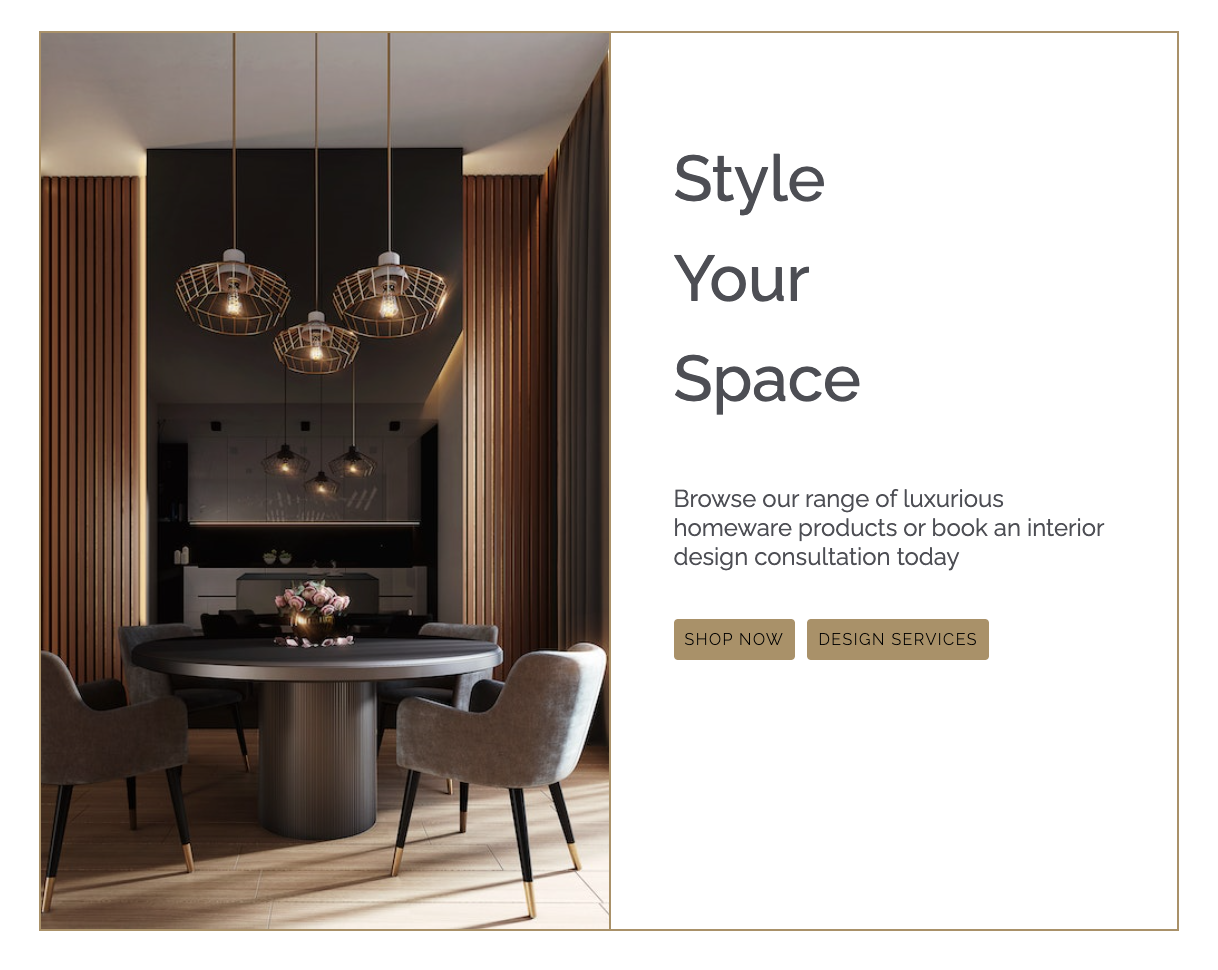 Style
Your
Space
Browse our range of luxurious
homeware products or book an interior
design consultation today
SHOP NOW
DESIGN SERVICES